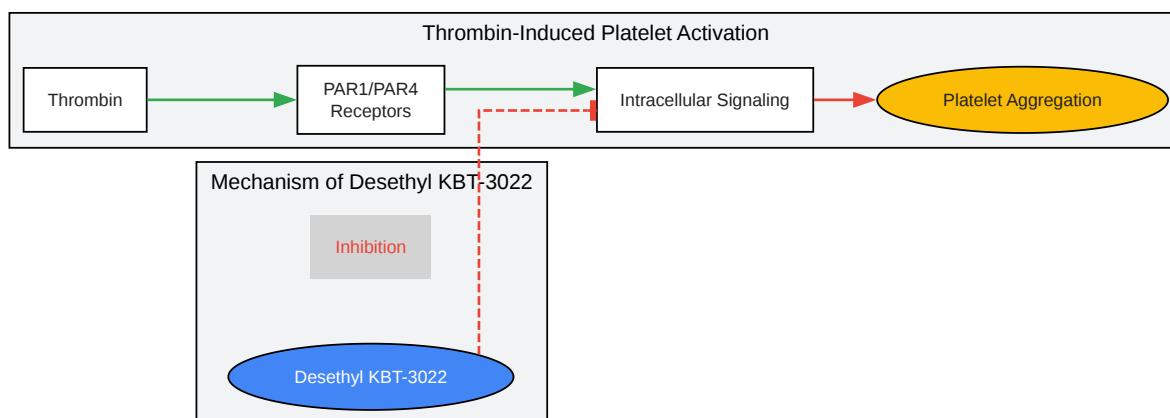 Thrombin-Induced Platelet Activation
Thrombin
PAR1/PAR4
Receptors
Intracellular Signaling
Platelet Aggregation
Mechanism of Desethyl KBT-3022
Inhibition
Desethyl KBT-3022